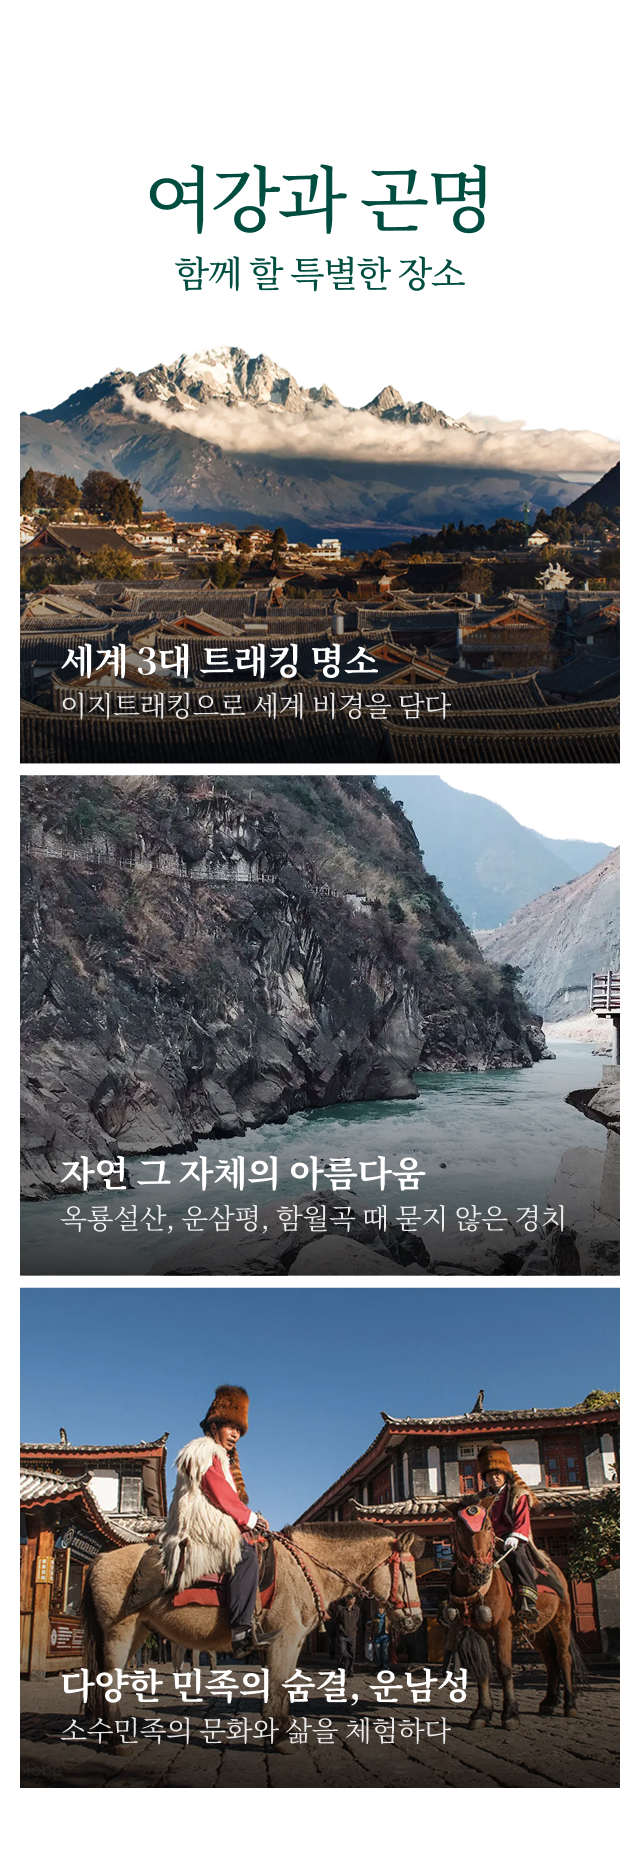 여강과 곤명
함께 할 특별한 장소
세계 3대 트래킹 명소
이지트래킹으로 세계 비경을 담다
자연 그 자체의 아름다움
옥룡설산, 운삼평, 함월곡 때 묻지 않은 경치
다양한 민족의 숨결, 운남성
소수민족의 문화와 삶을 체험하다